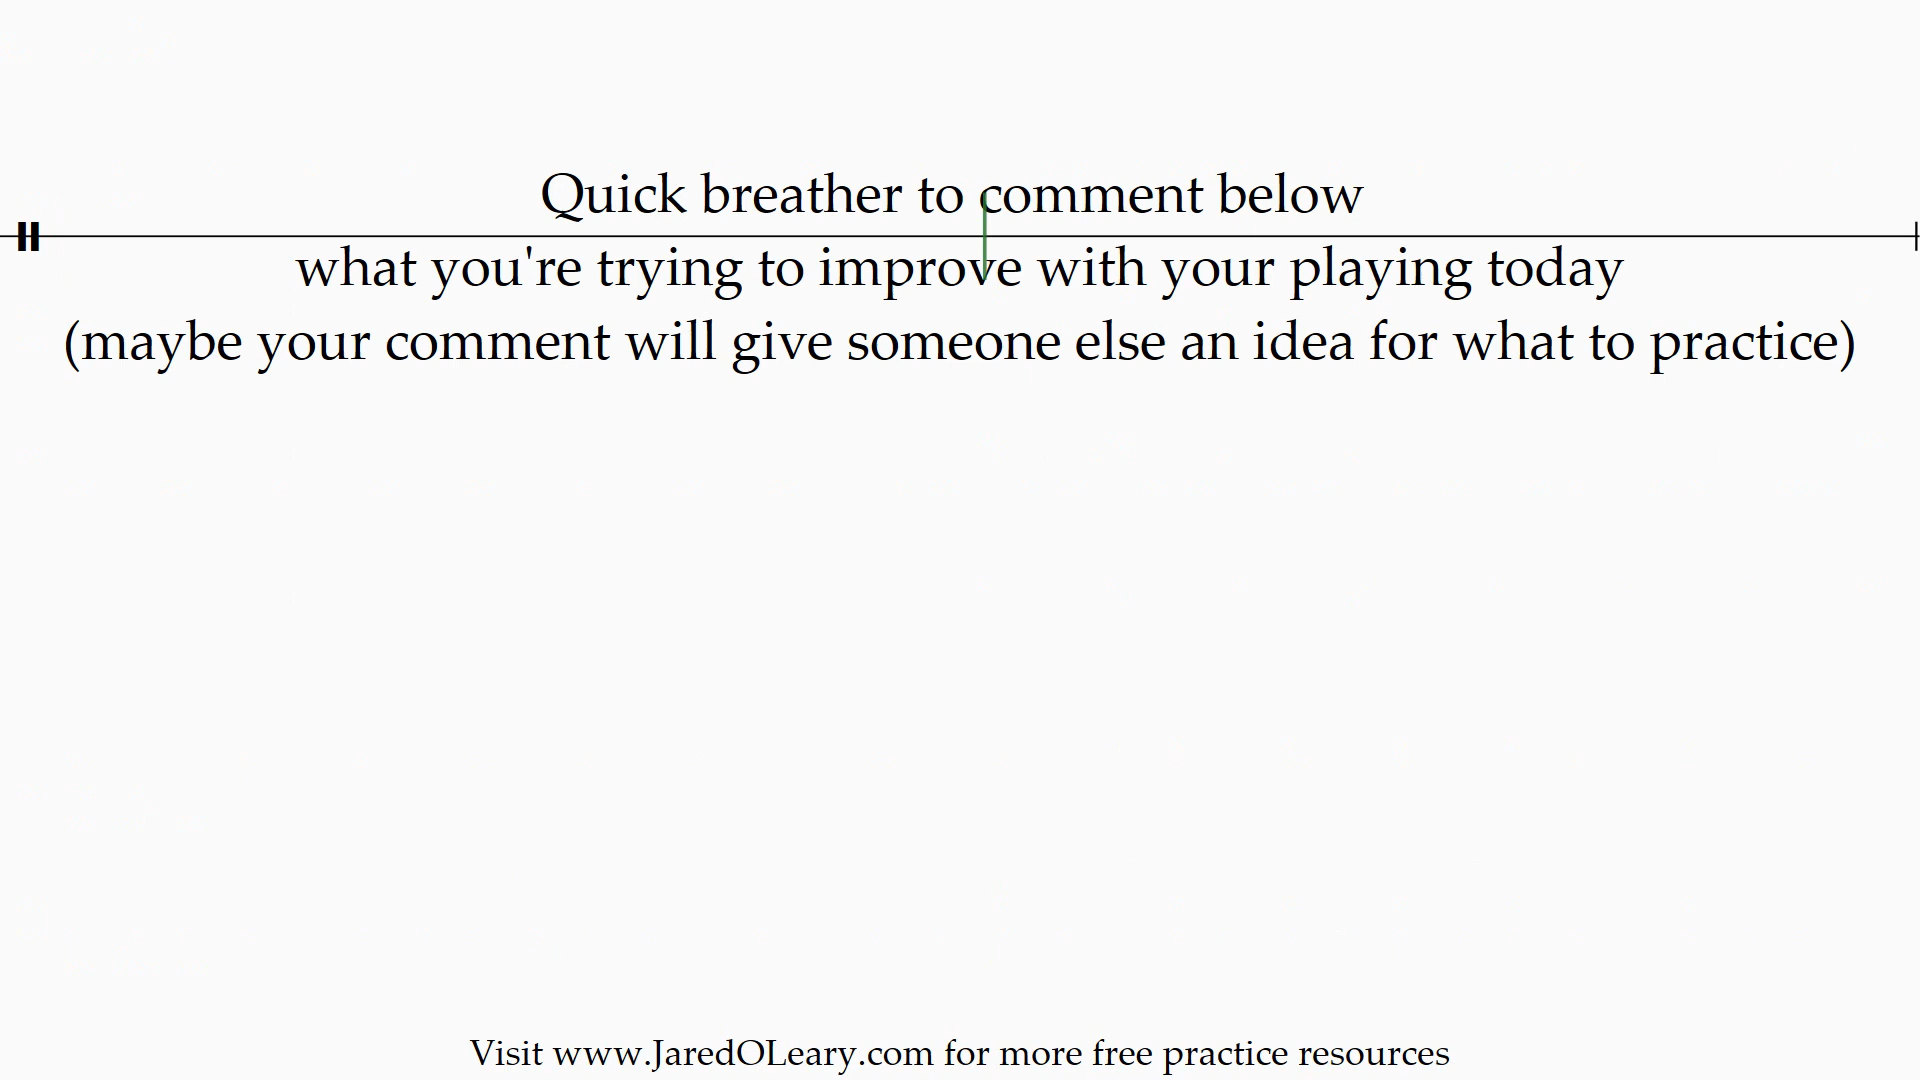 Quick breather to comment below
what you're trying to improve with your playing today
(maybe your comment will give someone else an idea for what to practice)
Visit www.JaredOLeary.com for more free practice resources